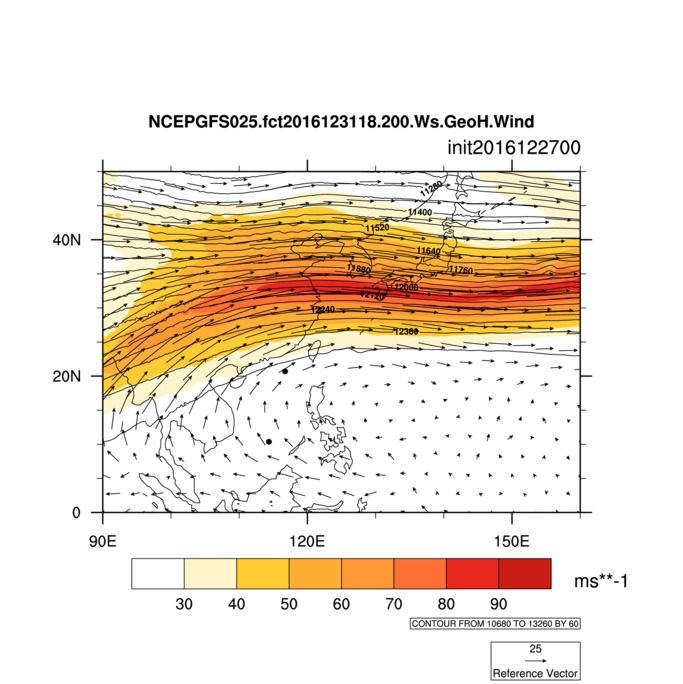 NCEPGFS025.fct2016123118.200.Ws.GeoH.Wind
init2016122700
11280
11400
11520
40N
11640
11880
11760
12000
12120
12240
12360
20N
0
90E 120E 150E
30 40 50 60 70 80 90
ms**-1
CONTOUR FROM 10680 TO 13260 BY 60
25
Reference Vector